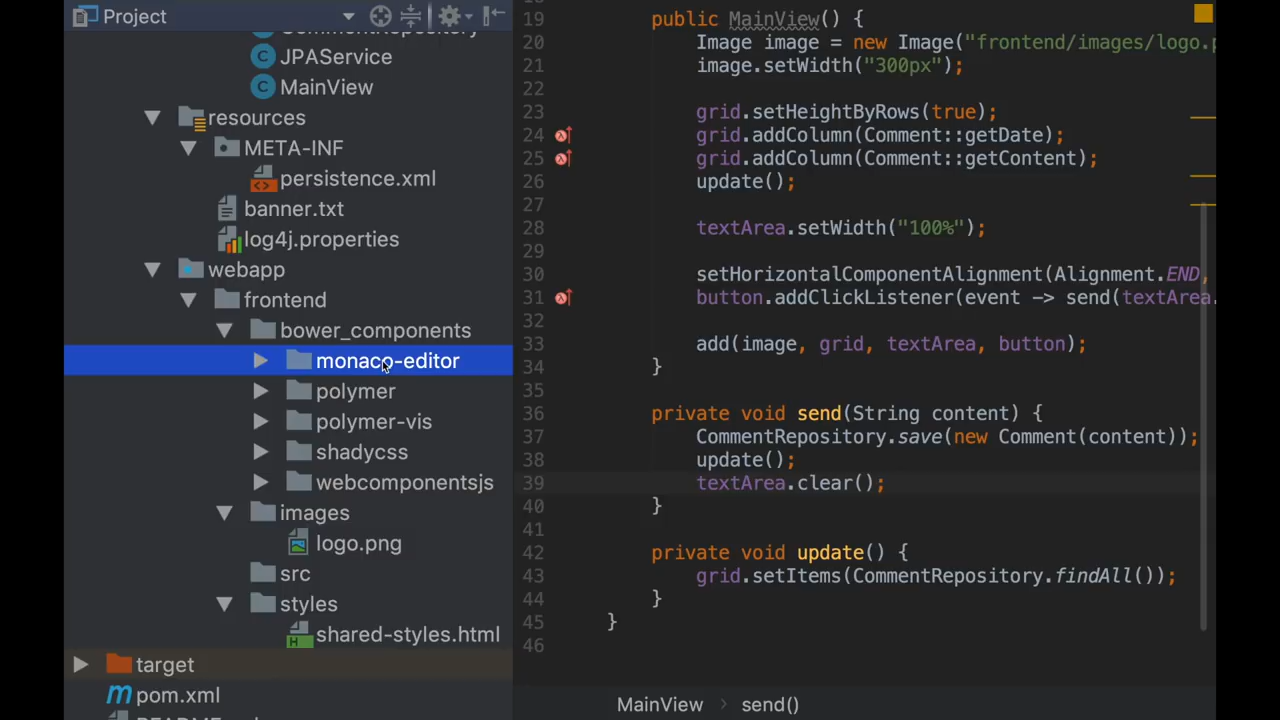 Project
JPAService
MainView
resources
META-INF
persistence.xml
banner.txt
log4j.properties
webapp
frontend
bower_components
monaco-editor
polymer
polymer-vis
shadycss
webcomponentsjs
images
logo.png
src
styles
shared-styles.html
target
pom.xml
19 public MainView() {
20 Image image = new Image("frontend/images/logo.p
21 image.setWidth("300px");
22
23 grid.setHeightByRows(true);
24 grid.addColumn(Comment::getDate);
25 grid.addColumn(Comment::getContent);
26 update();
27
28 textArea.setWidth("100%");
29
30 setHorizontalComponentAlignment(Alignment.END,
31 button.addClickListener(event -> send(textArea.
32
33 add(image, grid, textArea, button);
34 }
35
36 private void send(String content) {
37 CommentRepository.save(new Comment(content));
38 update();
39 textArea.clear();
40 }
41
42 private void update() {
43 grid.setItems(CommentRepository.findAll());
44 }
45 }
46
MainView > send()